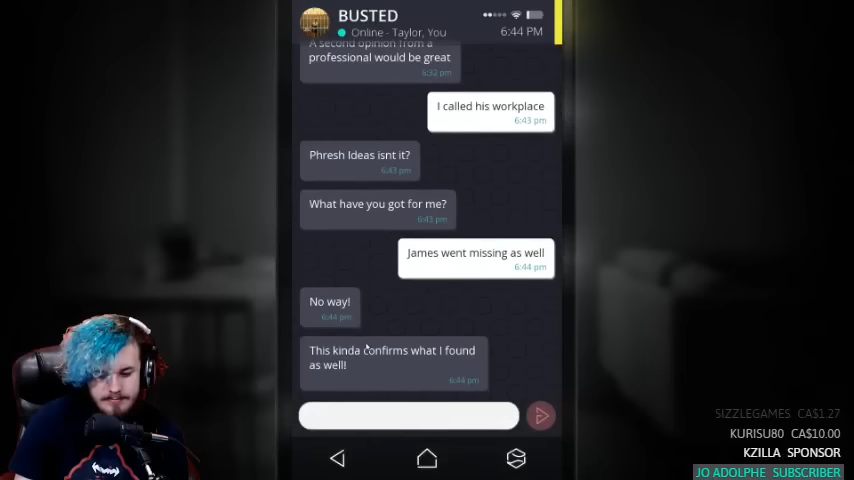 BUSTED
Online - Taylor, You
6:44 PM
A second opinion from a
professional would be great
6:32 pm
I called his workplace
6:43 pm
Phresh Ideas isnt it?
6:43 pm
What have you got for me?
6:43 pm
James went missing as well
6:44 pm
No way!
6:44 pm
This kinda confirms what I found
as well!
6:44 pm
SIZZLEGAMES CA$1.27
KURISU80 CA$10.00
KZILLA SPONSOR
JO ADOLPHE SUBSCRIBER